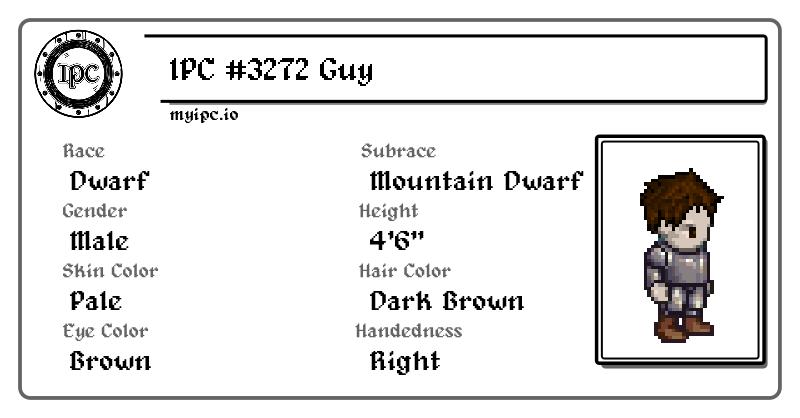 IPC
IPC #3272 Guy
myipc.io
Race
Dwarf
Subrace
Mountain Dwarf
Gender
Male
Height
4'6"
Skin Color
Pale
Hair Color
Dark Brown
Eye Color
Brown
Handedness
Right